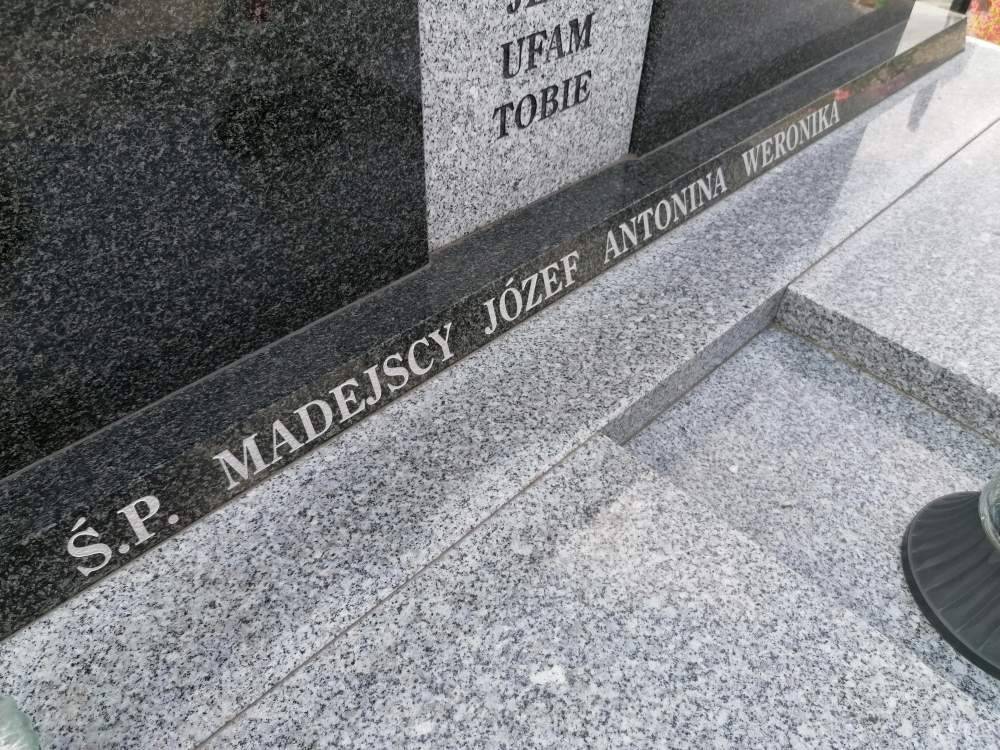 UFAM
TOBIE
Ś.P. MADEJSCY JÓZEF ANTONINA WERONIKA